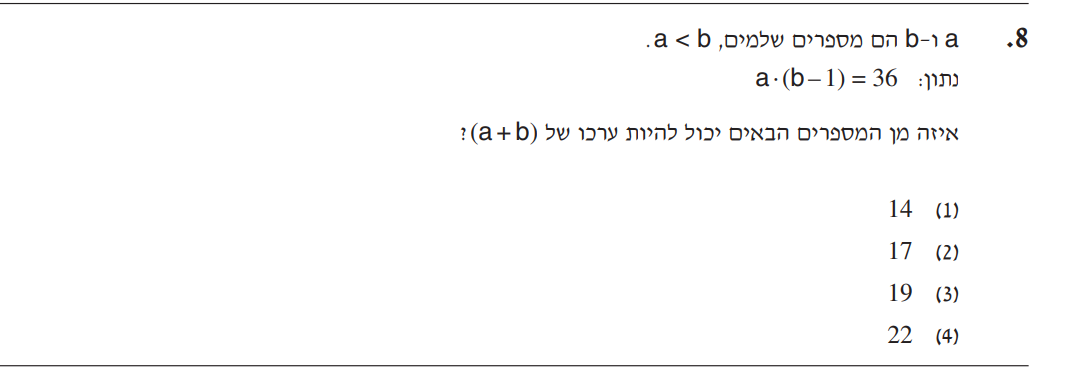 8. a ו-b הם מספרים שלמים, a < b.
נתון: a · (b – 1) = 36
איזה מן המספרים הבאים יכול להיות ערכו של (a + b)?
(1) 14
(2) 17
(3) 19
(4) 22